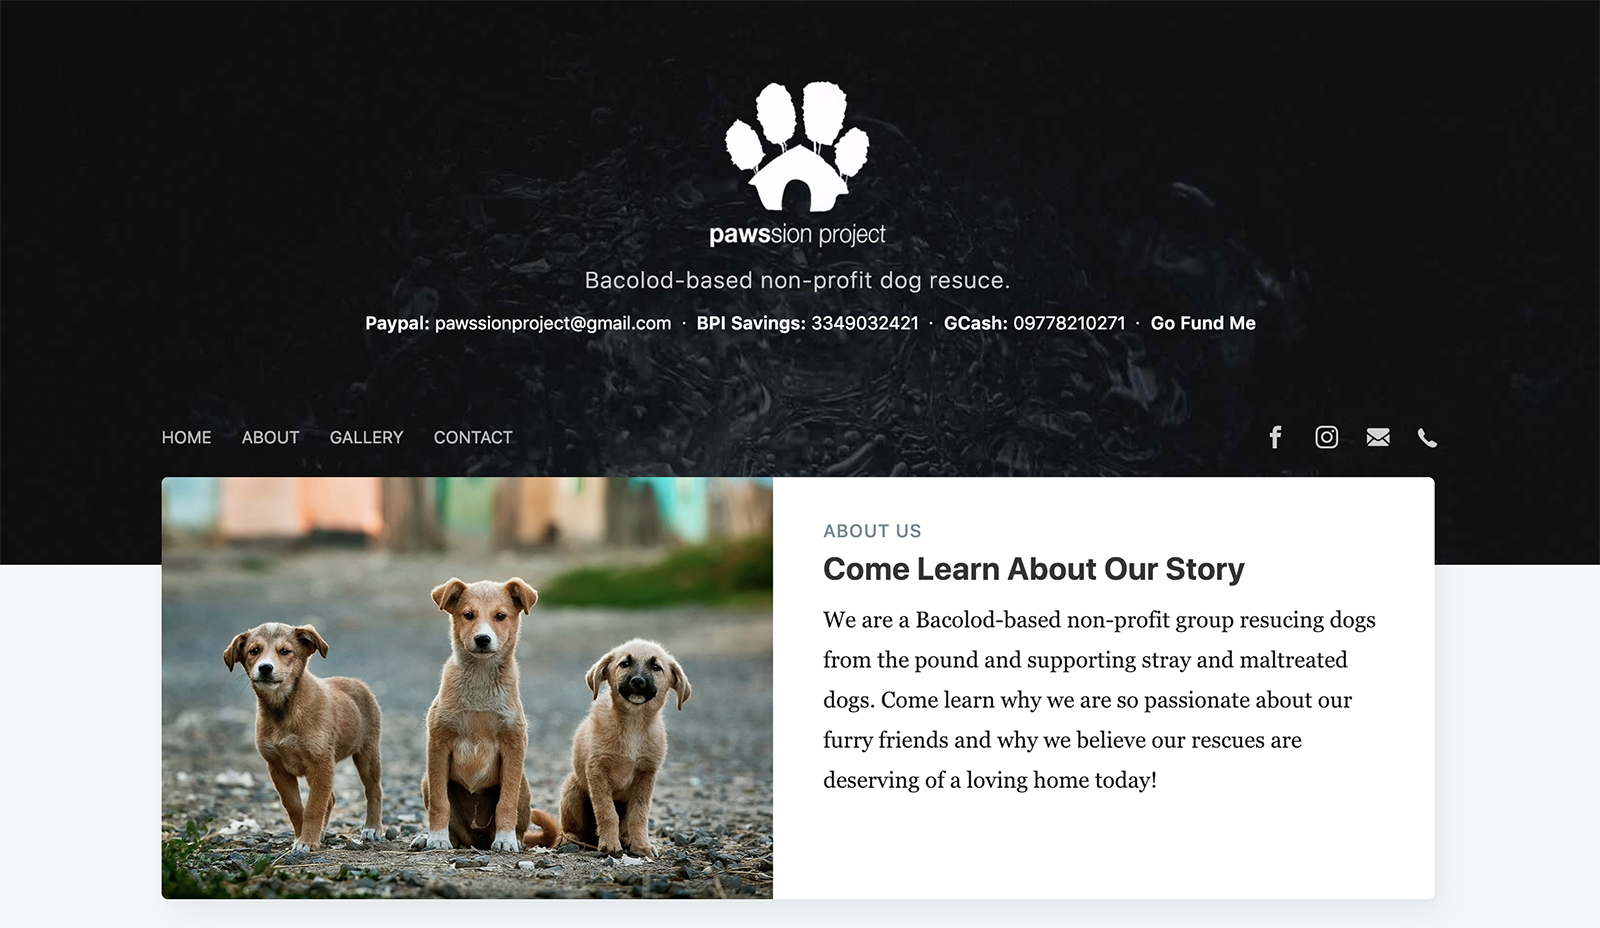 pawssion project
Bacolod-based non-profit dog resuce.
Paypal: pawssionproject@gmail.com · BPI Savings: 3349032421 · GCash: 09778210271 · Go Fund Me
HOME ABOUT GALLERY CONTACT
ABOUT US
Come Learn About Our Story
We are a Bacolod-based non-profit group resucing dogs
from the pound and supporting stray and maltreated
dogs. Come learn why we are so passionate about our
furry friends and why we believe our rescues are
deserving of a loving home today!